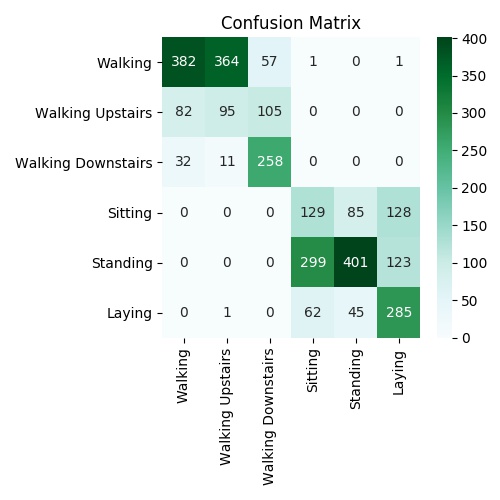 Confusion Matrix
Walking 382 364 57 1 0 1
Walking Upstairs 82 95 105 0 0 0
Walking Downstairs 32 11 258 0 0 0
Sitting 0 0 0 129 85 128
Standing 0 0 0 299 401 123
Laying 0 1 0 62 45 285
Walking
Walking Upstairs
Walking Downstairs
Sitting
Standing
Laying
400
350
300
250
200
150
100
50
0